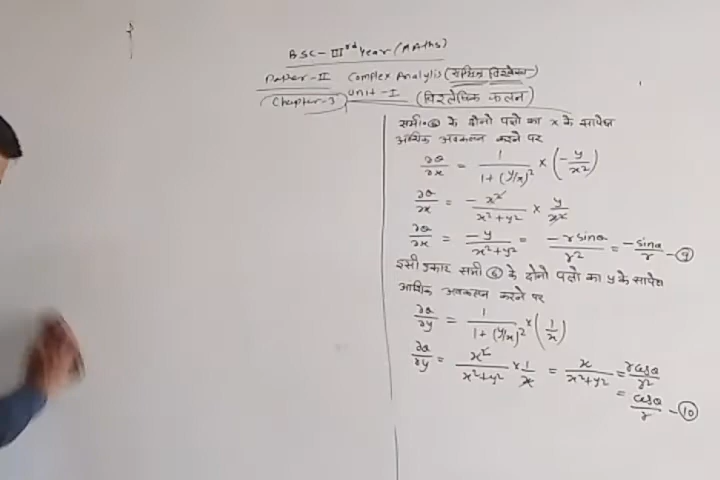 BSC-III rd Year (Maths)
Paper-II Complex Analysis (सम्मिश्र विश्लेषण)
Unit-I
Chapter-3 (विश्लेषिक फलन)
समी. ⑥ के दोनो पक्षो का x के सापेक्ष
आंशिक अवकलन करने पर
∂θ/∂x = 1/(1+(y/x)²) × (-y/x²)
∂θ/∂x = -x²/(x²+y²) × y/x²
∂θ/∂x = -y/(x²+y²) = -r sinθ/r² = -sinθ/r -⑨
इसी प्रकार समी ⑥ के दोनो पक्षो का y के सापेक्ष
आंशिक अवकलन करने पर
∂θ/∂y = 1/(1+(y/x)²) × (1/x)
∂θ/∂y = x²/(x²+y²) × 1/x = x/(x²+y²) = r cosθ/r²
= cosθ/r -⑩